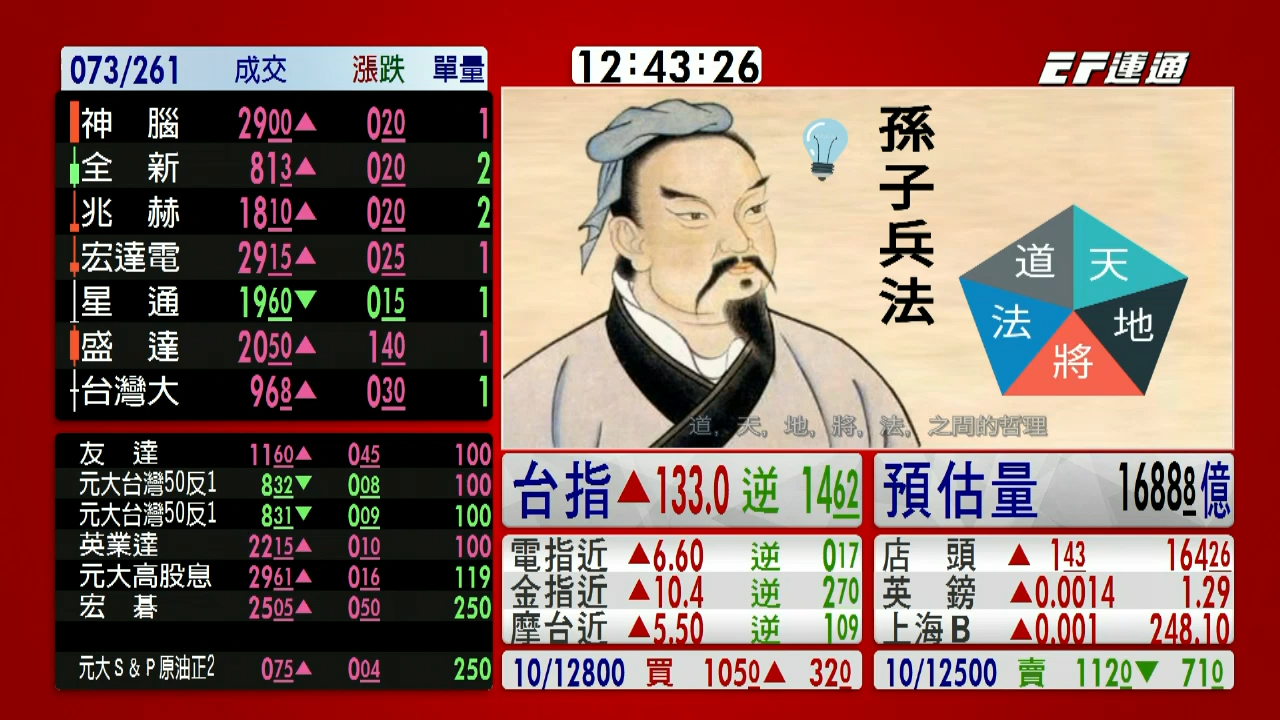 073/261 成交 漲跌 單量
神腦 2900▲ 020 1
全新 813▲ 020 2
兆赫 1810▲ 020 2
宏達電 2915▲ 025 1
星通 1960▼ 015 1
盛達 2050▲ 140 1
台灣大 968▲ 030 1
友達 1160▲ 045 100
元大台灣50反1 832▼ 008 100
元大台灣50反1 831▼ 009 100
英業達 2215▲ 010 100
元大高股息 2961▲ 016 119
宏碁 2505▲ 050 250
元大S&P原油正2 075▲ 004 250
12:43:26
EF運通
孫子兵法
道 天
法 地
將
道, 天, 地, 將, 法, 之間的哲理
台指▲133.0 逆 1462
預估量 16888億
電指近 ▲6.60 逆 017
金指近 ▲10.4 逆 270
摩台近 ▲5.50 逆 109
店頭 ▲ 143 16426
英鎊 ▲0.0014 1.29
上海B ▲0.001 248.10
10/12800 買 1050▲ 320
10/12500 賣 1120▼ 710